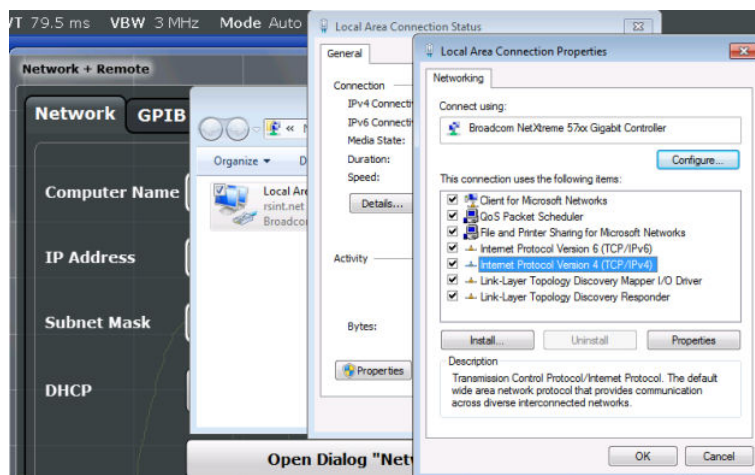 VT 79.5 ms VBW 3 MHz Mode Auto
Network + Remote
Network GPIB
Computer Name
IP Address
Subnet Mask
DHCP
Open Dialog "Net
Organize
Local Are
rsint.net
Broadco
Local Area Connection Status
General
Connection
IPv4 Connecti
IPv6 Connecti
Media State:
Duration:
Speed:
Details...
Activity
Bytes:
Properties
Local Area Connection Properties
Networking
Connect using:
Broadcom NetXtreme 57xx Gigabit Controller
Configure...
This connection uses the following items:
Client for Microsoft Networks
QoS Packet Scheduler
File and Printer Sharing for Microsoft Networks
Internet Protocol Version 6 (TCP/IPv6)
Internet Protocol Version 4 (TCP/IPv4)
Link-Layer Topology Discovery Mapper I/O Driver
Link-Layer Topology Discovery Responder
Install... Uninstall Properties
Description
Transmission Control Protocol/Internet Protocol. The default
wide area network protocol that provides communication
across diverse interconnected networks.
OK Cancel